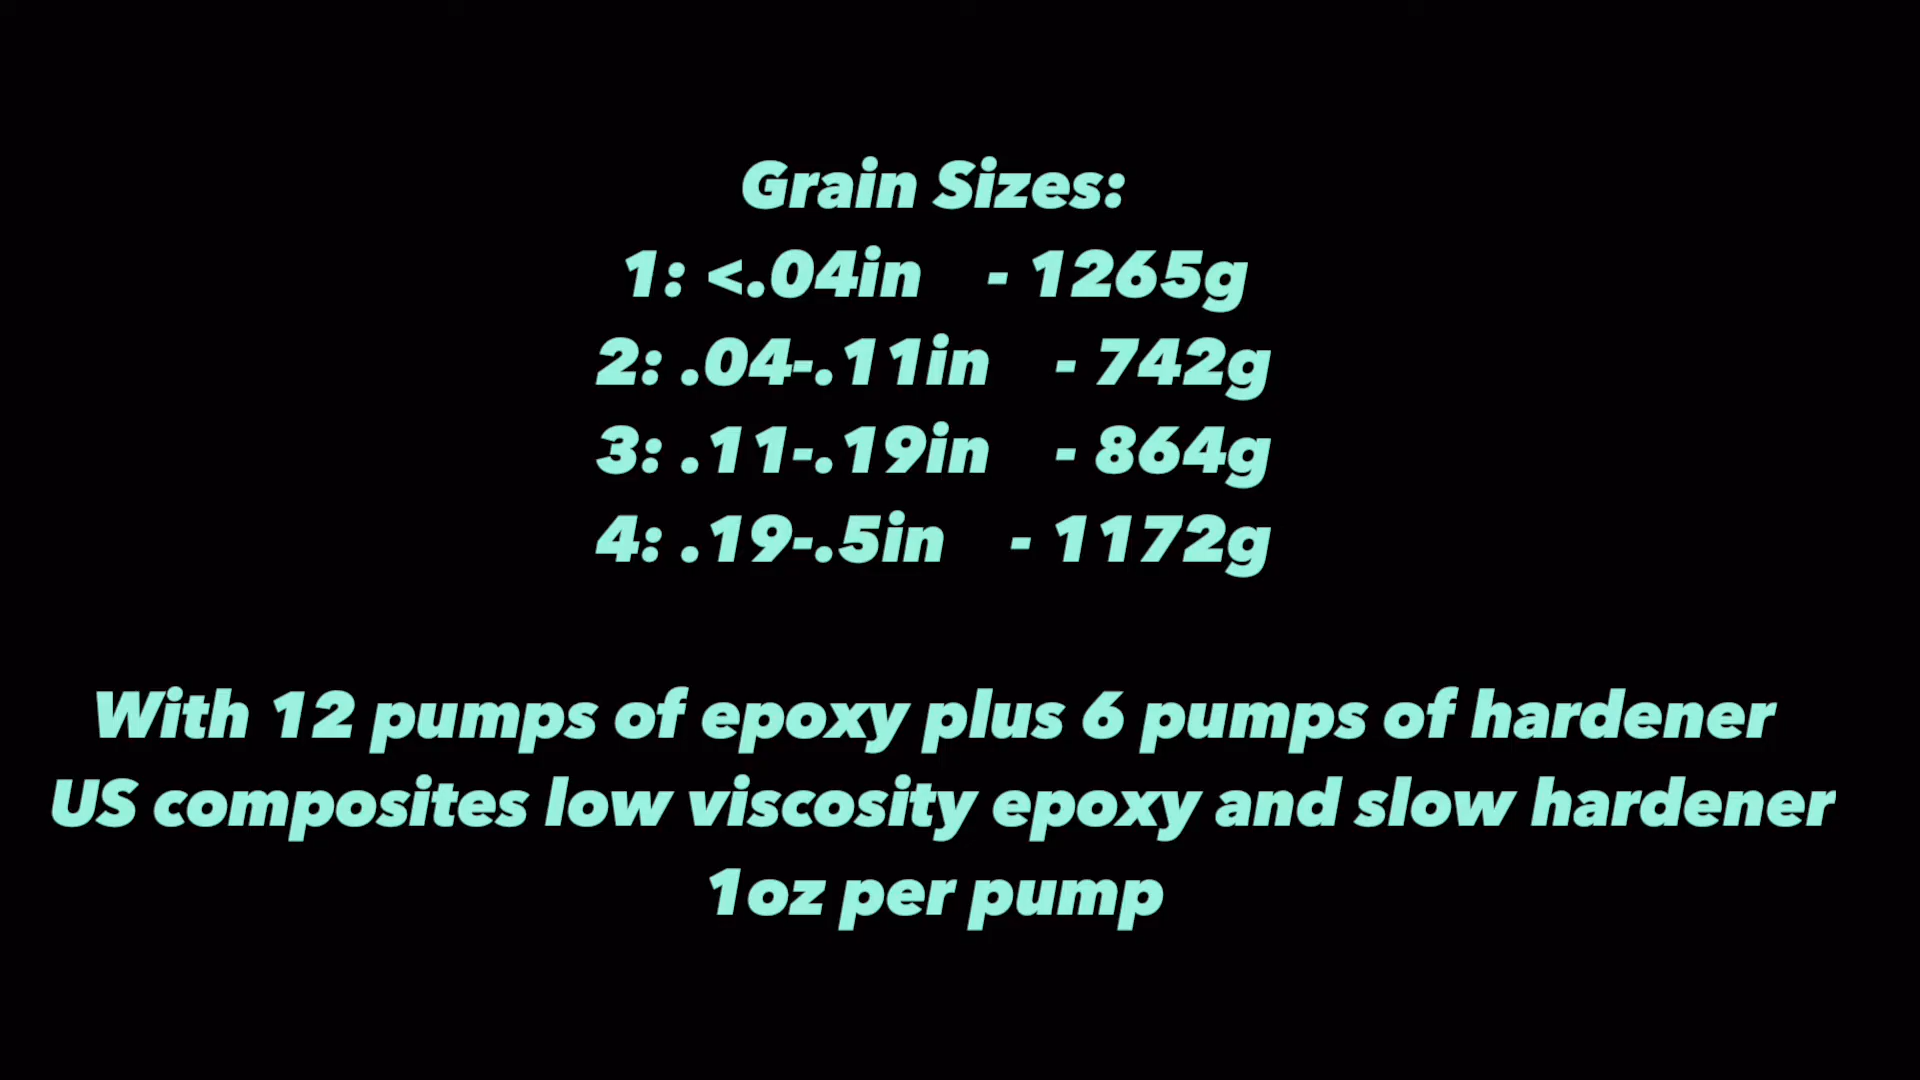 Grain Sizes:
1: <.04in - 1265g
2: .04-.11in - 742g
3: .11-.19in - 864g
4: .19-.5in - 1172g
With 12 pumps of epoxy plus 6 pumps of hardener
US composites low viscosity epoxy and slow hardener
1oz per pump